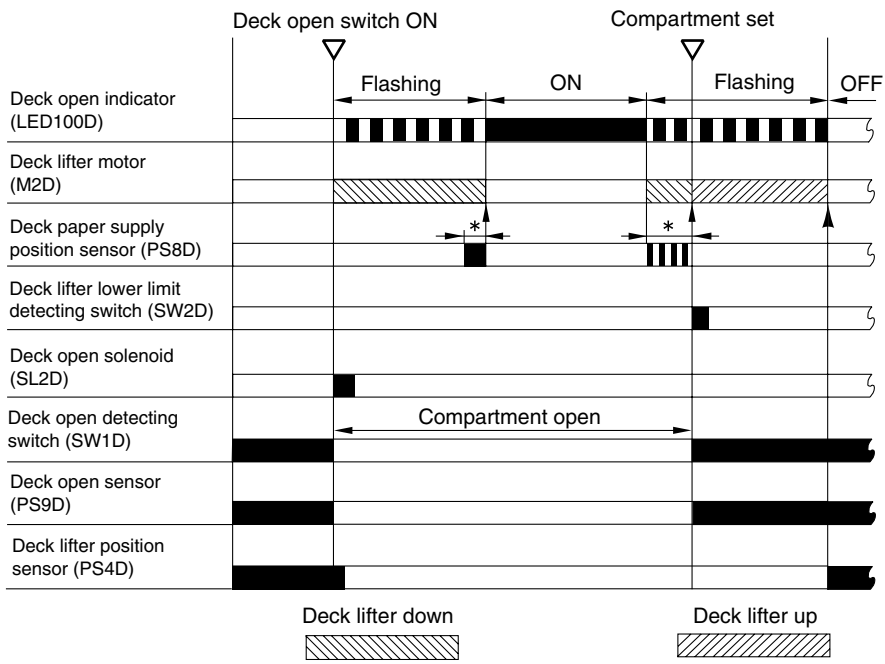 Deck open switch ON
Compartment set
Flashing
ON
Flashing
OFF
Deck open indicator
(LED100D)
Deck lifter motor
(M2D)
Deck paper supply
position sensor (PS8D)
*
*
Deck lifter lower limit
detecting switch (SW2D)
Deck open solenoid
(SL2D)
Deck open detecting
switch (SW1D)
Compartment open
Deck open sensor
(PS9D)
Deck lifter position
sensor (PS4D)
Deck lifter down
Deck lifter up